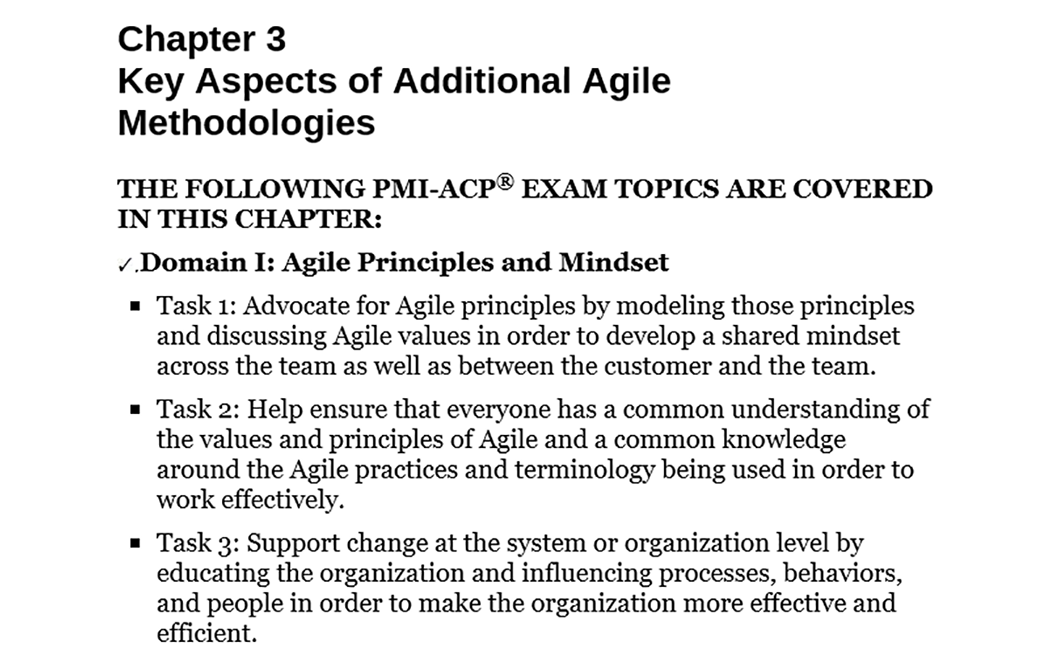 Chapter 3
Key Aspects of Additional Agile
Methodologies
THE FOLLOWING PMI-ACP® EXAM TOPICS ARE COVERED
IN THIS CHAPTER:
✓.Domain I: Agile Principles and Mindset
▪ Task 1: Advocate for Agile principles by modeling those principles
and discussing Agile values in order to develop a shared mindset
across the team as well as between the customer and the team.
▪ Task 2: Help ensure that everyone has a common understanding of
the values and principles of Agile and a common knowledge
around the Agile practices and terminology being used in order to
work effectively.
▪ Task 3: Support change at the system or organization level by
educating the organization and influencing processes, behaviors,
and people in order to make the organization more effective and
efficient.